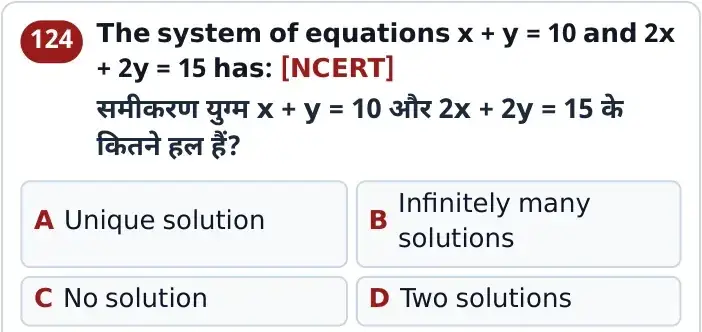 124 The system of equations x + y = 10 and 2x
+ 2y = 15 has: [NCERT]
समीकरण युग्म x + y = 10 और 2x + 2y = 15 के
कितने हल हैं?
A Unique solution
B Infinitely many
solutions
C No solution
D Two solutions